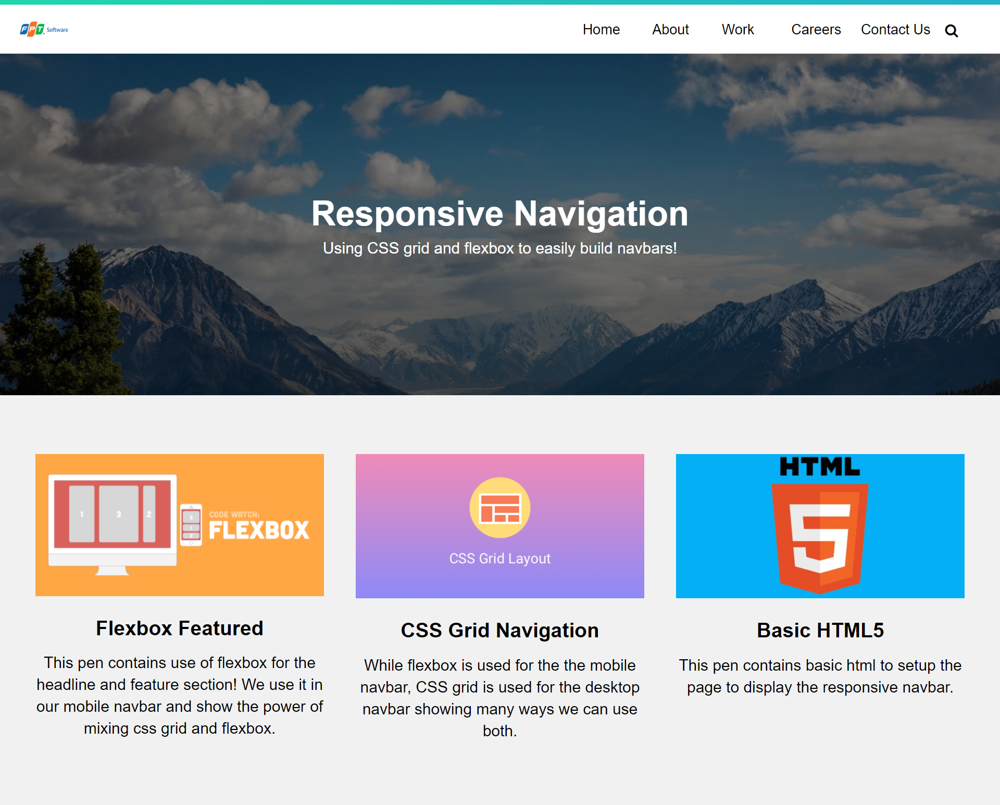 FPT Software
Home About Work Careers Contact Us
Responsive Navigation
Using CSS grid and flexbox to easily build navbars!
1 3 2
3
1
2
CODE WATCH:
FLEXBOX
CSS Grid Layout
HTML
5
Flexbox Featured
This pen contains use of flexbox for the
headline and feature section! We use it in
our mobile navbar and show the power of
mixing css grid and flexbox.
CSS Grid Navigation
While flexbox is used for the the mobile
navbar, CSS grid is used for the desktop
navbar showing many ways we can use
both.
Basic HTML5
This pen contains basic html to setup the
page to display the responsive navbar.